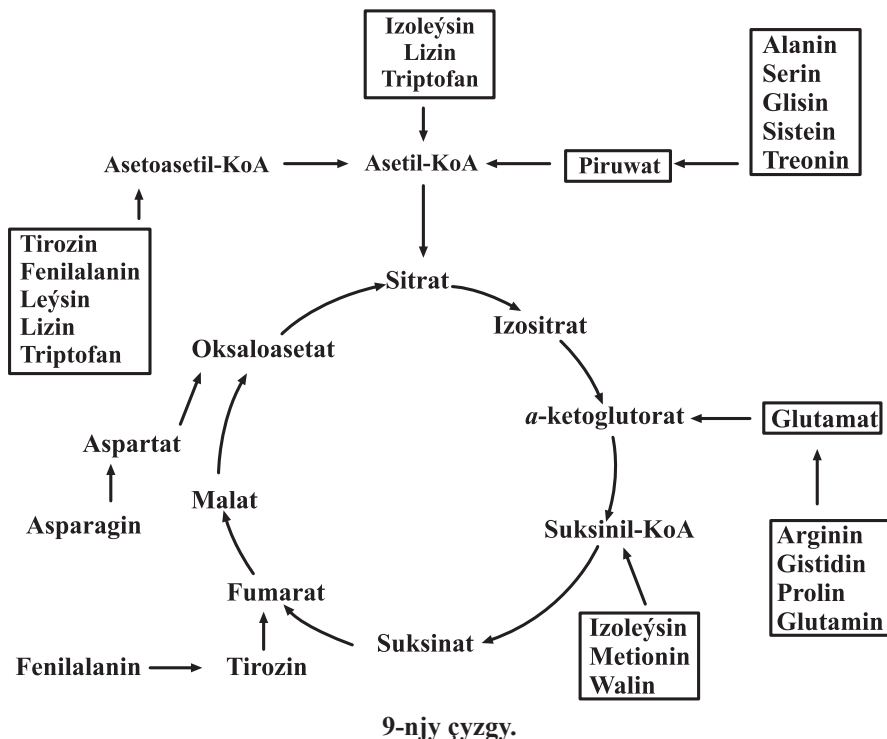 Izoleýsin
Lizin
Triptofan
Alanin
Serin
Glisin
Sistein
Treonin
Asetoasetil-KoA
Asetil-KoA
Piruwat
Tirozin
Fenilalanin
Leýsin
Lizin
Triptofan
Sitrat
Izositrat
Oksaloasetat
a-ketoglutorat
Glutamat
Aspartat
Malat
Asparagin
Suksinil-KoA
Arginin
Gistidin
Prolin
Glutamin
Fumarat
Suksinat
Izoleýsin
Metionin
Walin
Fenilalanin
Tirozin
9-njy çyzgy.